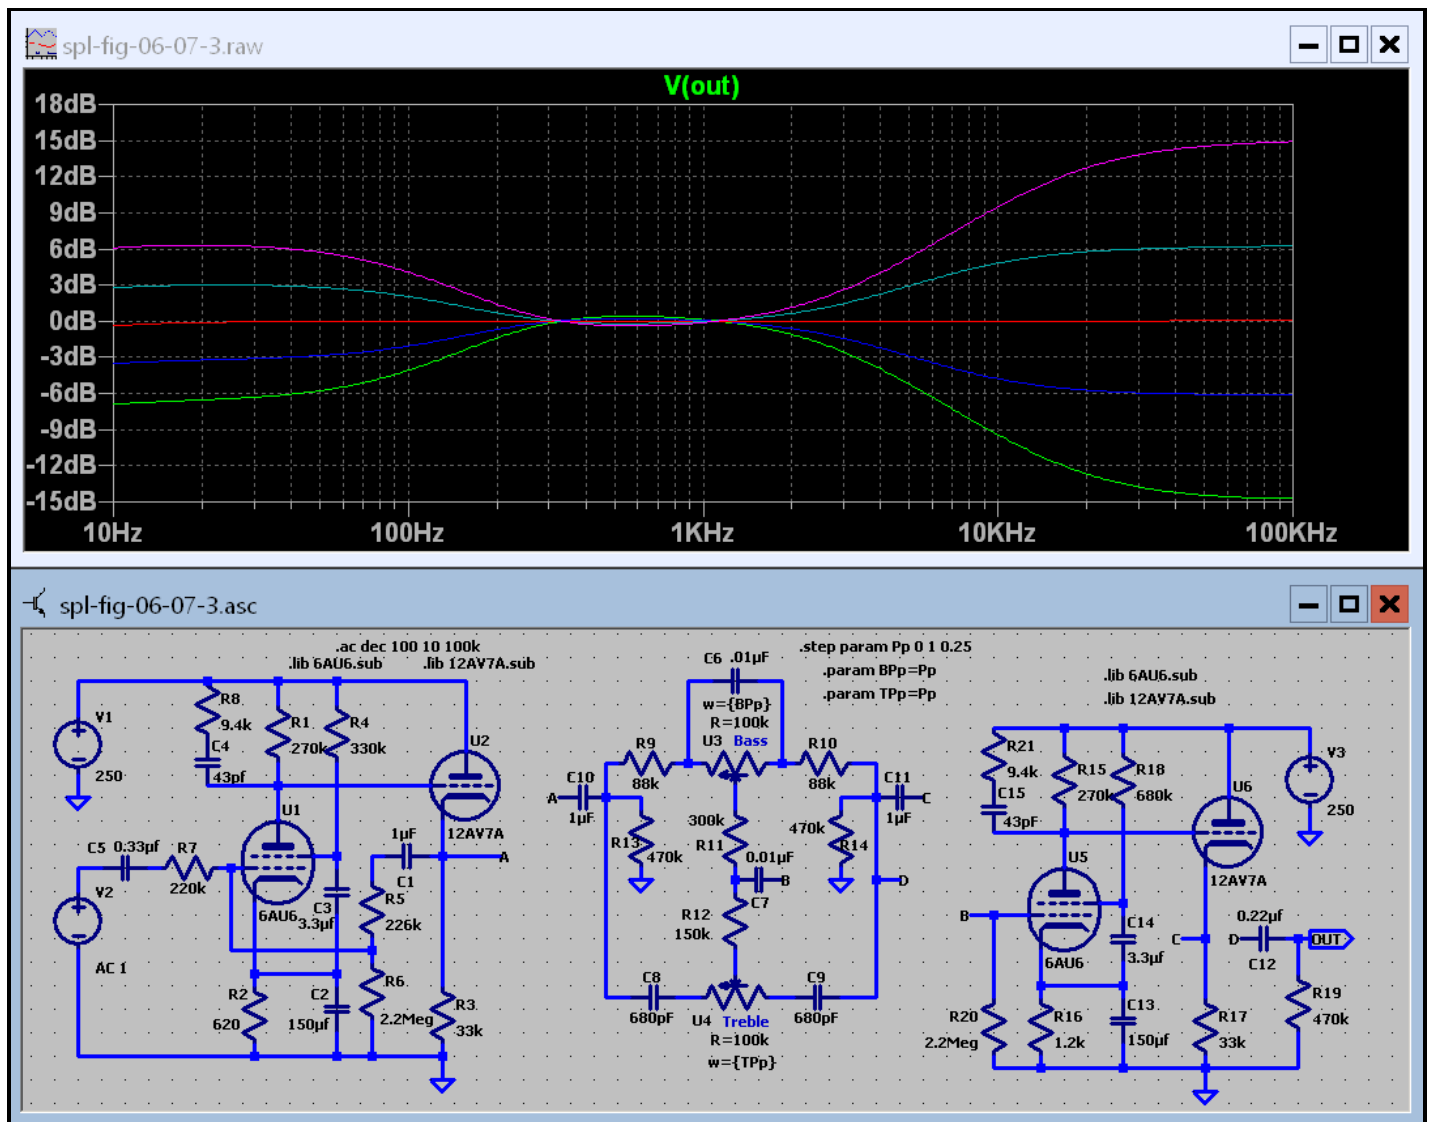 spl-fig-06-07-3.raw
V(out)
18dB
15dB
12dB
9dB
6dB
3dB
0dB
-3dB
-6dB
-9dB
-12dB
-15dB
10Hz 100Hz 1KHz 10KHz 100KHz
spl-fig-06-07-3.asc
.ac dec 100 10 100k
.lib 6AU6.sub .lib 12AV7A.sub
V1
250
R8
9.4k
C4
43pf
R1
270k
R4
330k
U2
12AV7A
U1
6AU6
C5 0.33µf
R7
220k
V2
AC 1
C3
3.3µf
1µF
C1
A
R5
226k
R6
2.2Meg
R2
620
C2
150µf
R3
33k
C6 .01µF
w={BPp}
R=100k
U3 Bass
R9
88k
R10
88k
C10
A
1µF
C11
C
1µF
R13
470k
300k
R11
470k
R14
0.01µF
B
C7
D
R12
150k
C8
680pF
C9
680pF
U4 Treble
R=100k
w={TPp}
.step param Pp 0 1 0.25
.param BPp=Pp
.param TPp=Pp
.lib 6AU6.sub
.lib 12AV7A.sub
R21
9.4k
C15
43pF
R15
270k
R18
680k
U6
12AV7A
V3
250
U5
6AU6
B
C14
3.3µf
C
D
0.22µf
C12
OUT
R20
2.2Meg
R16
1.2k
C13
150µf
R17
33k
R19
470k